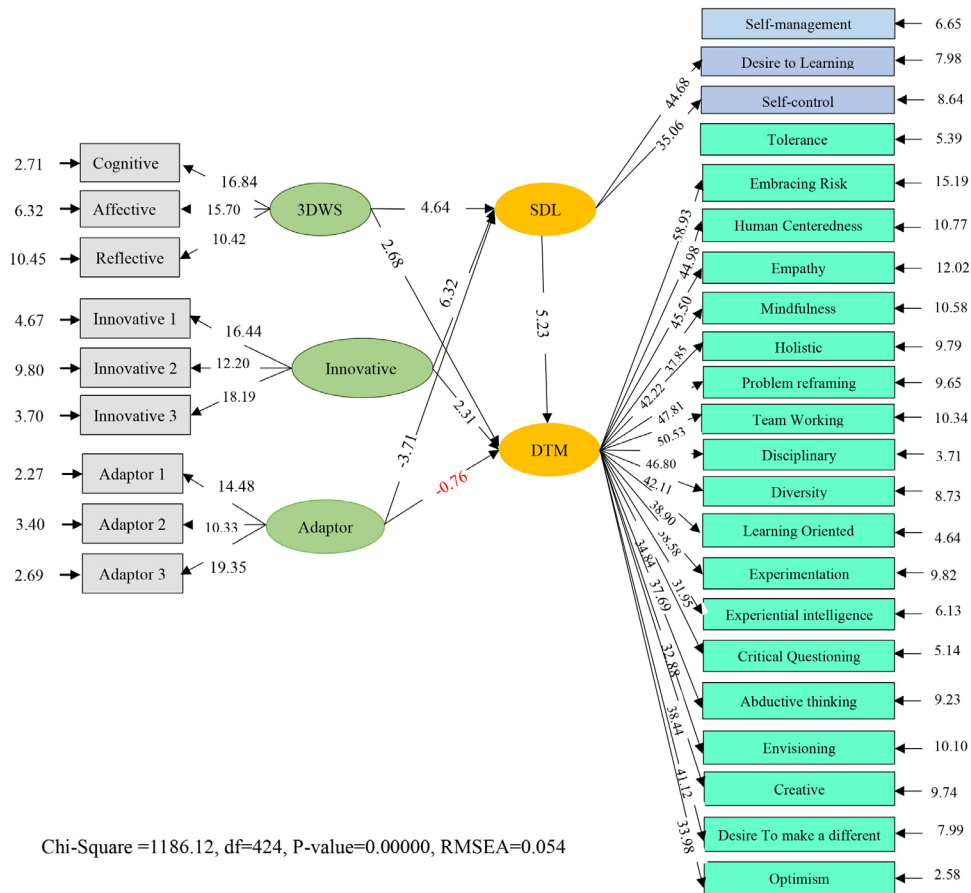 Self-management 6.65
Desire to Learning 7.98
Self-control 8.64
Tolerance 5.39
Embracing Risk 15.19
Human Centeredness 10.77
Empathy 12.02
Mindfulness 10.58
Holistic 9.79
Problem reframing 9.65
Team Working 10.34
Disciplinary 3.71
Diversity 8.73
Learning Oriented 4.64
Experimentation 9.82
Experiential intelligence 6.13
Critical Questioning 5.14
Abductive thinking 9.23
Envisioning 10.10
Creative 9.74
Desire To make a different 7.99
Optimism 2.58
2.71 Cognitive 16.84
6.32 Affective 15.70
10.45 Reflective 10.42
3DWS
4.67 Innovative 1 16.44
9.80 Innovative 2 12.20
3.70 Innovative 3 18.19
Innovative
2.27 Adaptor 1 14.48
3.40 Adaptor 2 10.33
2.69 Adaptor 3 19.35
Adaptor
4.64
2.68
6.32
2.31
-3.71
-0.76
SDL
5.23
DTM
44.68
35.06
58.93
44.98
45.50
37.85
42.22
47.81
50.53
46.80
42.11
38.90
38.58
31.95
34.84
37.69
32.88
38.44
41.12
33.98
Chi-Square =1186.12, df=424, P-value=0.00000, RMSEA=0.054